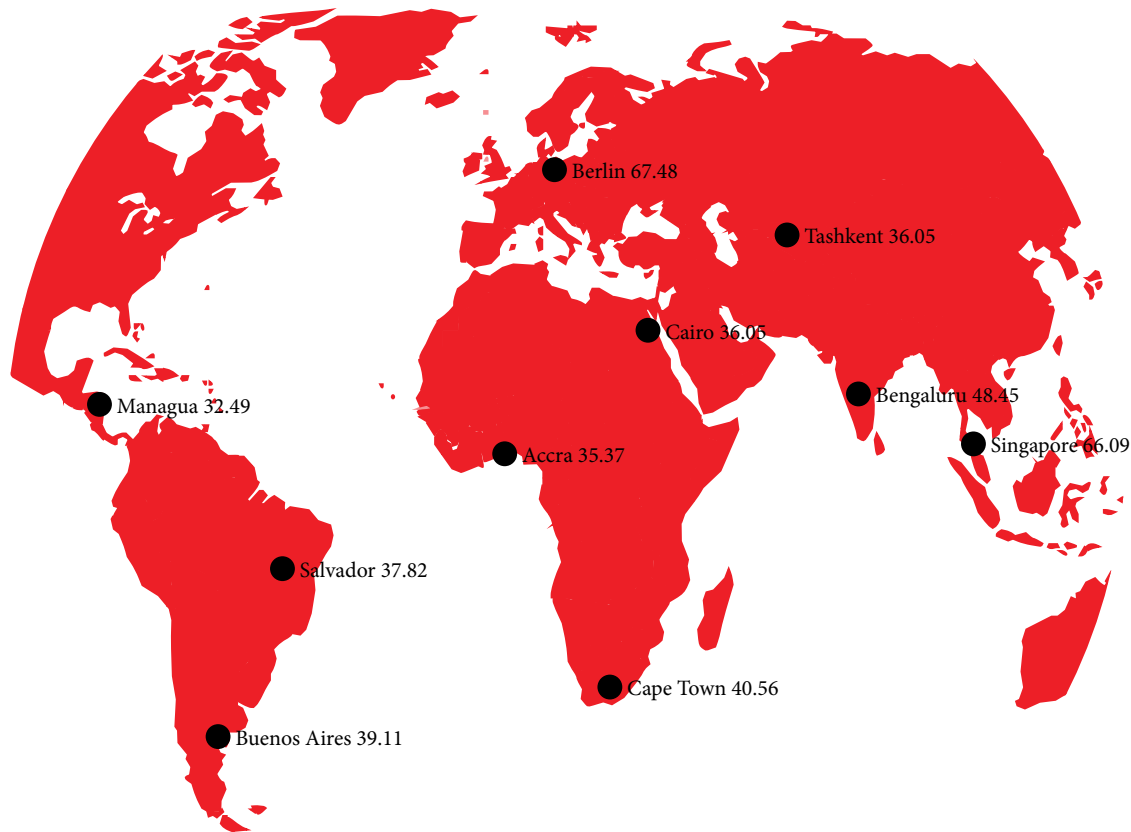 Berlin 67.48
Tashkent 36.05
Cairo 36.05
Bengaluru 48.45
Managua 32.49
Singapore 66.09
Accra 35.37
Salvador 37.82
Cape Town 40.56
Buenos Aires 39.11